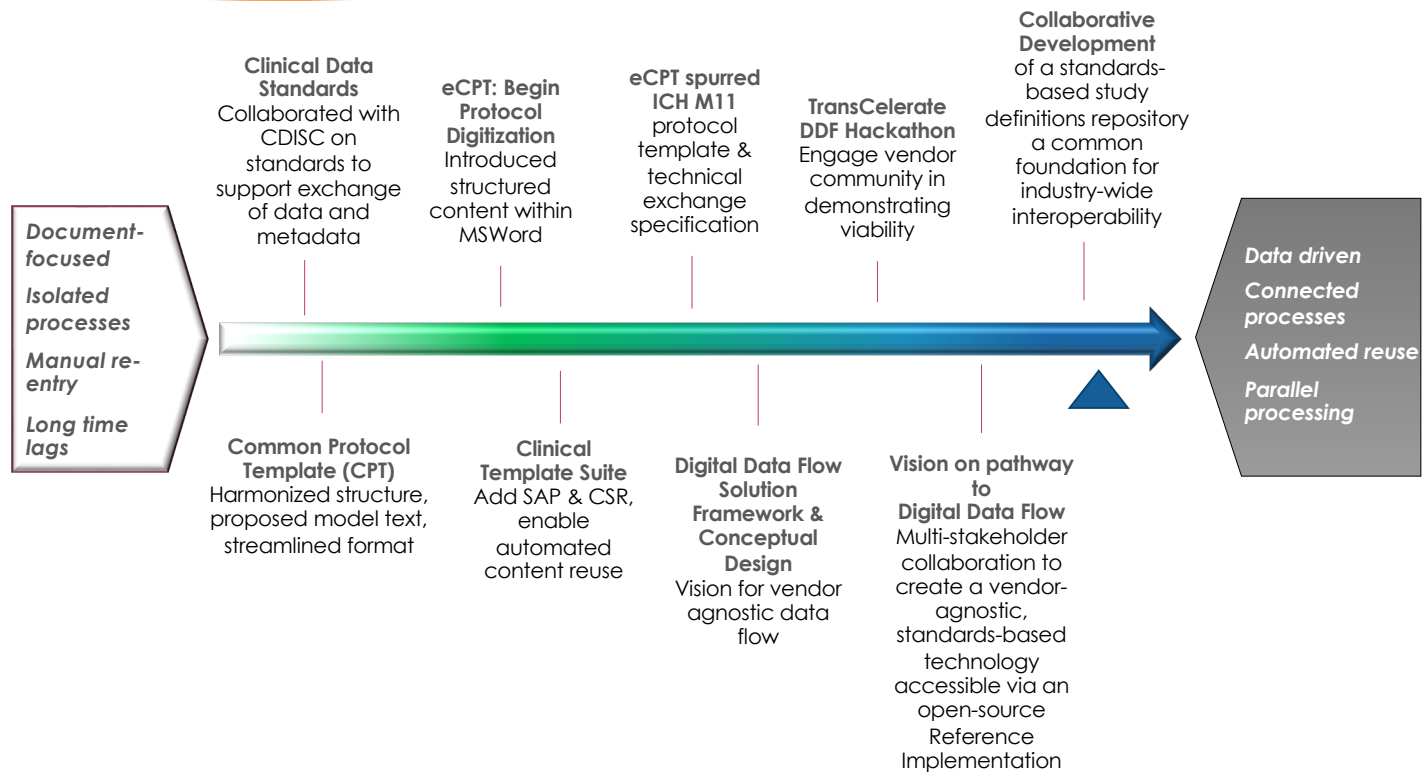 Document-
focused
Isolated
processes
Manual re-
entry
Long time
lags
Clinical Data
Standards
Collaborated with
CDISC on
standards to
support exchange
of data and
metadata
eCPT: Begin
Protocol
Digitization
Introduced
structured
content within
MSWord
eCPT spurred
ICH M11
protocol
template &
technical
exchange
specification
TransCelerate
DDF Hackathon
Engage vendor
community in
demonstrating
viability
Collaborative
Development
of a standards-
based study
definitions repository
a common
foundation for
industry-wide
interoperability
Common Protocol
Template (CPT)
Harmonized structure,
proposed model text,
streamlined format
Clinical
Template Suite
Add SAP & CSR,
enable
automated
content reuse
Digital Data Flow
Solution
Framework &
Conceptual
Design
Vision for vendor
agnostic data
flow
Vision on pathway
to
Digital Data Flow
Multi-stakeholder
collaboration to
create a vendor-
agnostic,
standards-based
technology
accessible via an
open-source
Reference
Implementation
Data driven
Connected
processes
Automated reuse
Parallel
processing